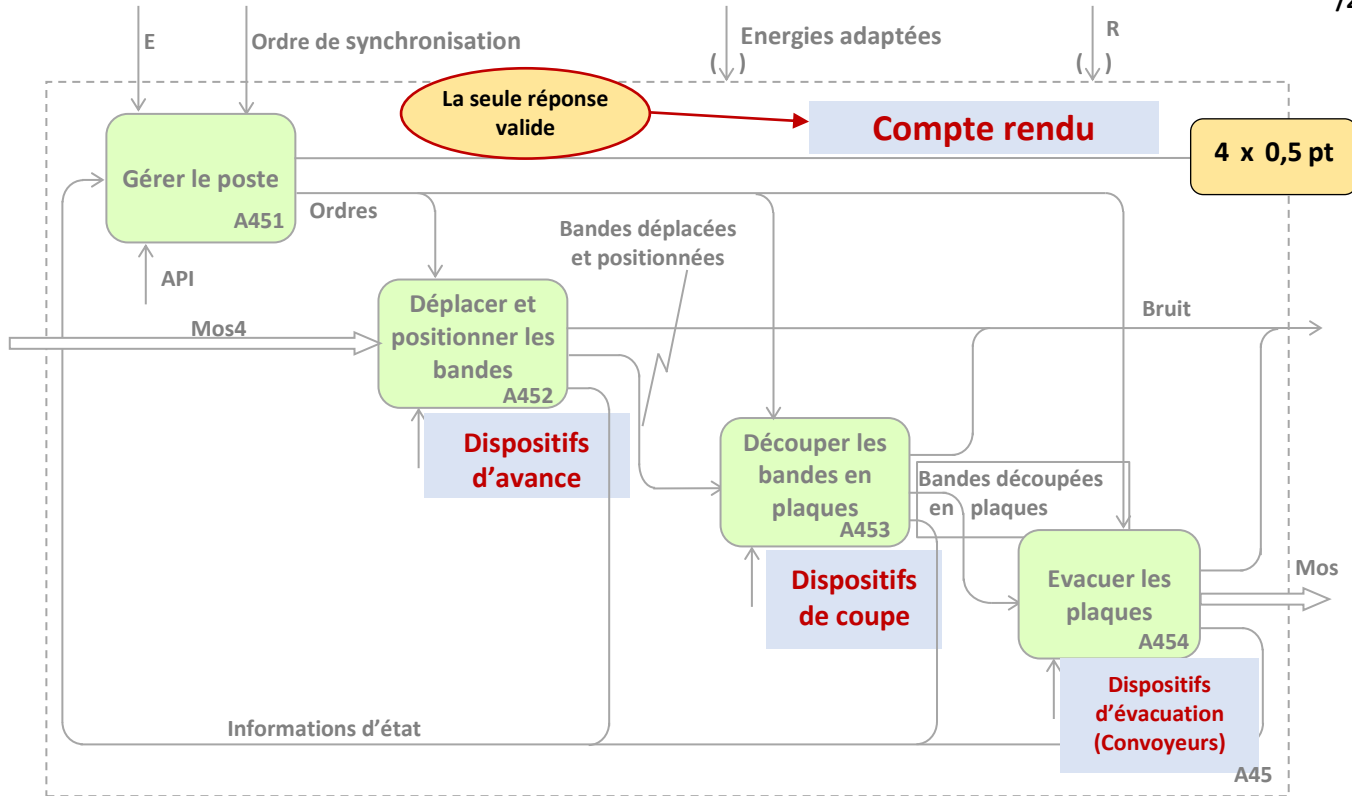 /2
E
Ordre de synchronisation
Energies adaptées
R
( )
( )
La seule réponse
valide
Compte rendu
4 x 0,5 pt
Gérer le poste
A451
Ordres
API
Bandes déplacées
et positionnées
Mos4
Déplacer et
positionner les
bandes
A452
Bruit
Dispositifs
d’avance
Découper les
bandes en
plaques
A453
Bandes découpées
en plaques
Dispositifs
de coupe
Evacuer les
plaques
A454
Mos
Dispositifs
d’évacuation
(Convoyeurs)
Informations d’état
A45